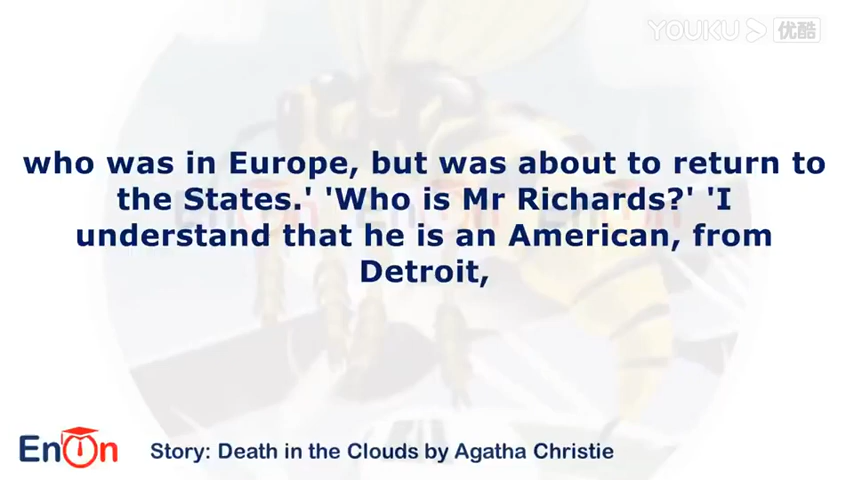 YOUKU 优酷
who was in Europe, but was about to return to
the States.' 'Who is Mr Richards?' 'I
understand that he is an American, from
Detroit,
EnOn
Story: Death in the Clouds by Agatha Christie